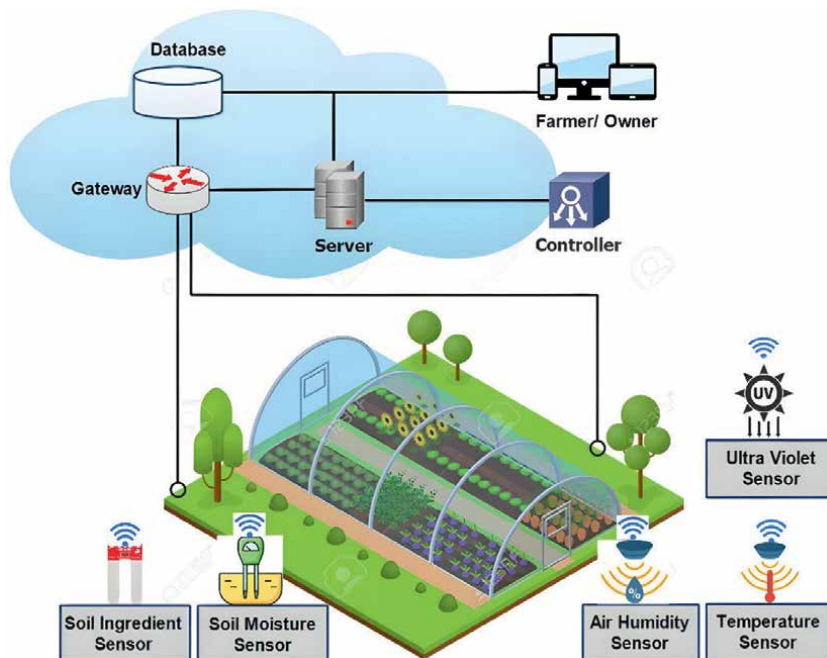 Database
Farmer/ Owner
Gateway
Server
Controller
UV
Ultra Violet
Sensor
%
Soil Ingredient
Sensor
Soil Moisture
Sensor
Air Humidity
Sensor
Temperature
Sensor